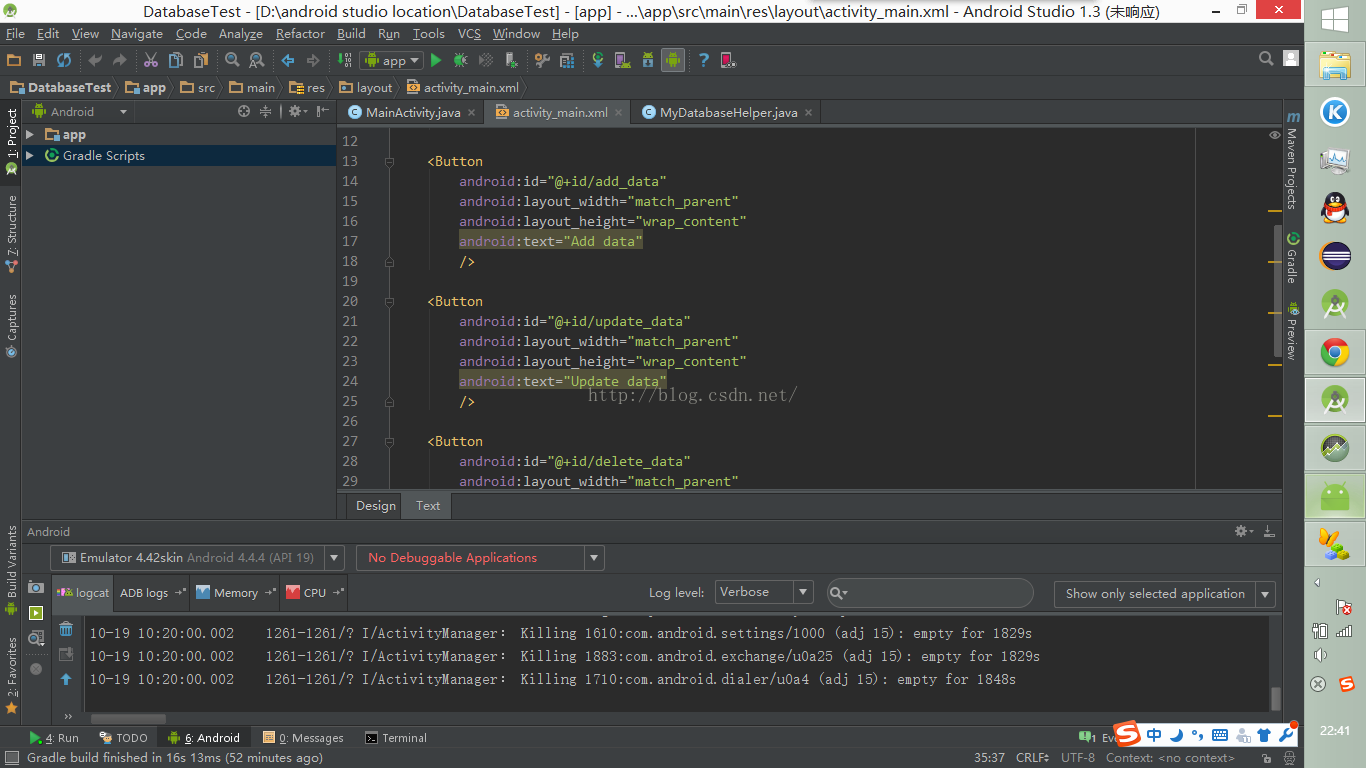 DatabaseTest - [D:\android studio location\DatabaseTest] - [app] - ...\app\src\main\res\layout\activity_main.xml - Android Studio 1.3 (未响应)
File Edit View Navigate Code Analyze Refactor Build Run Tools VCS Window Help
app
DatabaseTest app src main res layout activity_main.xml
Android
MainActivity.java activity_main.xml MyDatabaseHelper.java
app
Gradle Scripts
1: Project
7: Structure
Captures
Build Variants
2: Favorites
12
13 <Button
14 android:id="@+id/add_data"
15 android:layout_width="match_parent"
16 android:layout_height="wrap_content"
17 android:text="Add data"
18 />
19
20 <Button
21 android:id="@+id/update_data"
22 android:layout_width="match_parent"
23 android:layout_height="wrap_content"
24 android:text="Update data"
http://blog.csdn.net/
25 />
26
27 <Button
28 android:id="@+id/delete_data"
29 android:layout_width="match_parent"
Maven Projects
Gradle
Preview
Design Text
Android
Emulator 4.42skin Android 4.4.4 (API 19) No Debuggable Applications
logcat ADB logs Memory CPU Log level: Verbose Show only selected application
10-19 10:20:00.002 1261-1261/? I/ActivityManager: Killing 1610:com.android.settings/1000 (adj 15): empty for 1829s
10-19 10:20:00.002 1261-1261/? I/ActivityManager: Killing 1883:com.android.exchange/u0a25 (adj 15): empty for 1829s
10-19 10:20:00.002 1261-1261/? I/ActivityManager: Killing 1710:com.android.dialer/u0a4 (adj 15): empty for 1848s
4: Run TODO 6: Android 0: Messages Terminal 1 中
Gradle build finished in 16s 13ms (52 minutes ago) 35:37 CRLF UTF-8 Context: <no context>
22:41